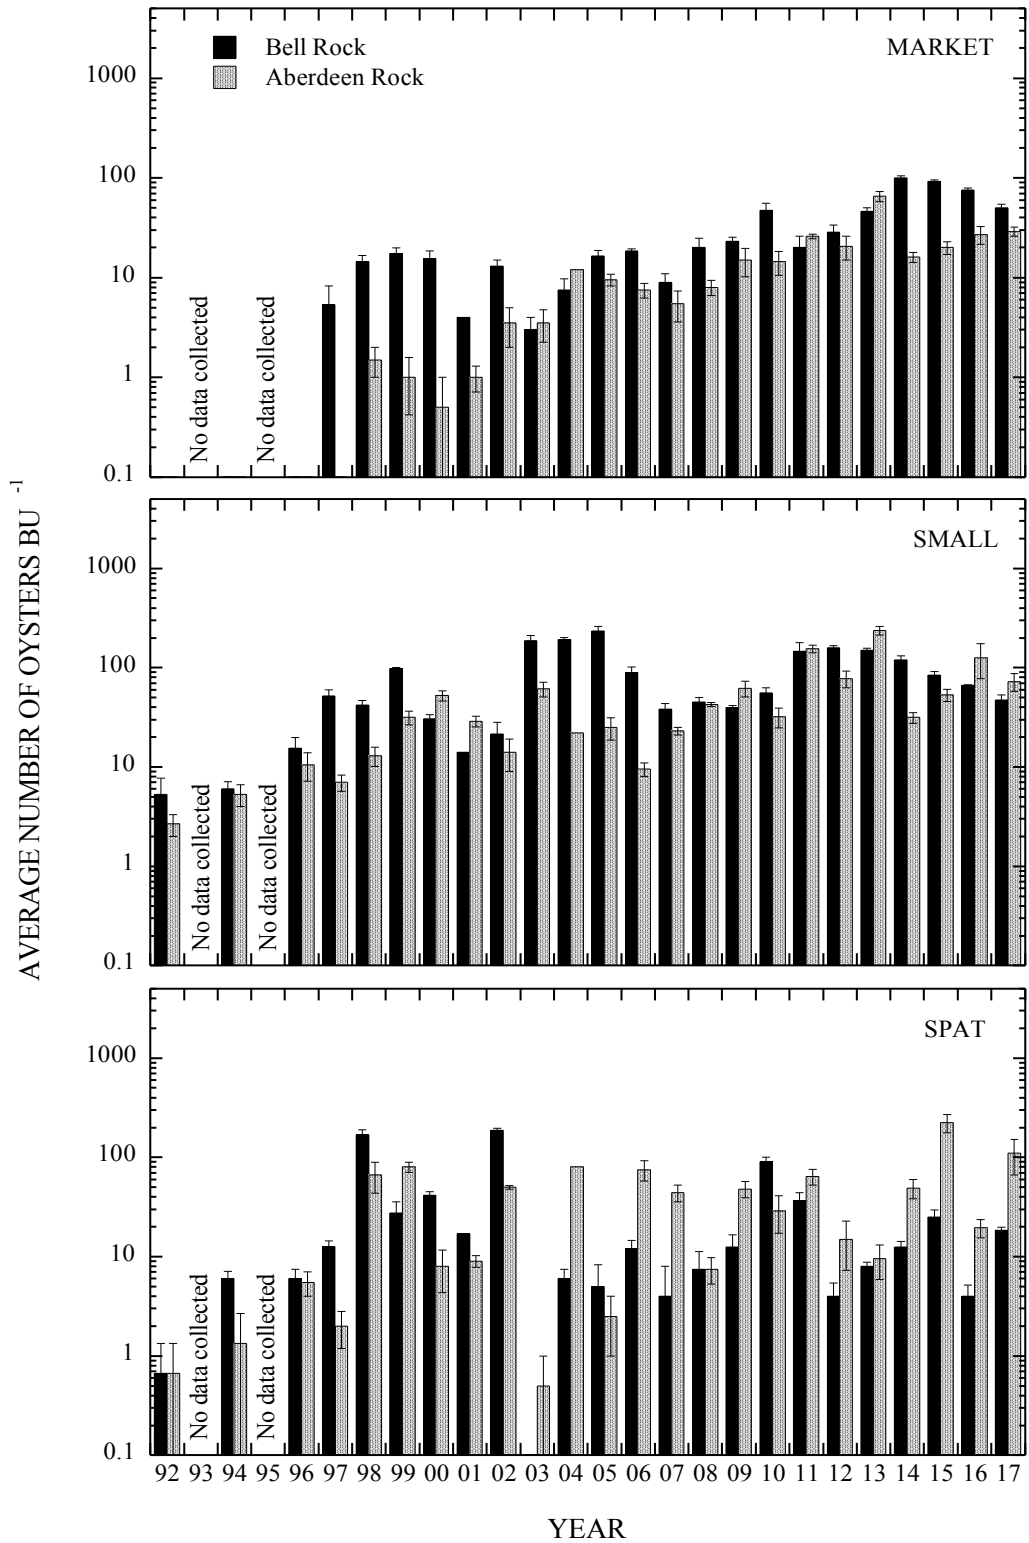 Bell Rock
Aberdeen Rock
MARKET
1000
100
10
1
0.1
No data collected
No data collected
SMALL
1000
100
10
1
0.1
No data collected
No data collected
SPAT
1000
100
10
1
0.1
No data collected
No data collected
92 93 94 95 96 97 98 99 00 01 02 03 04 05 06 07 08 09 10 11 12 13 14 15 16 17
YEAR
AVERAGE NUMBER OF OYSTERS BU -1